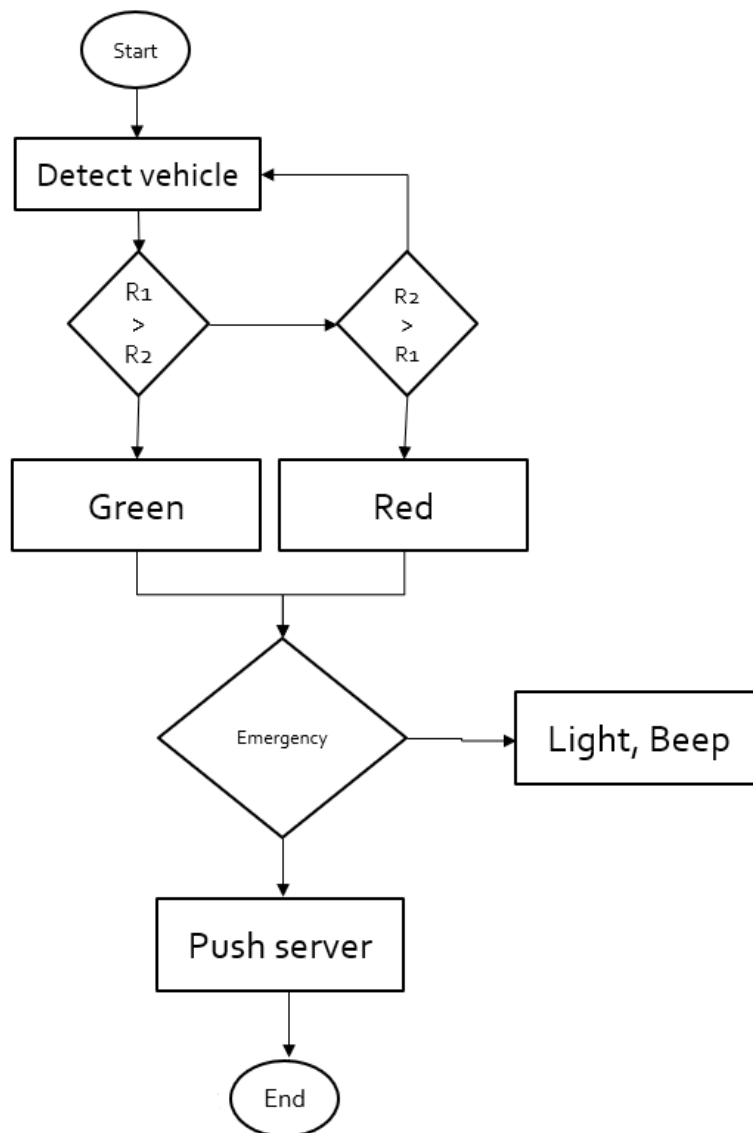 Start
Detect vehicle
R1
>
R2
R2
>
R1
Green
Red
Emergency
Light, Beep
Push server
End